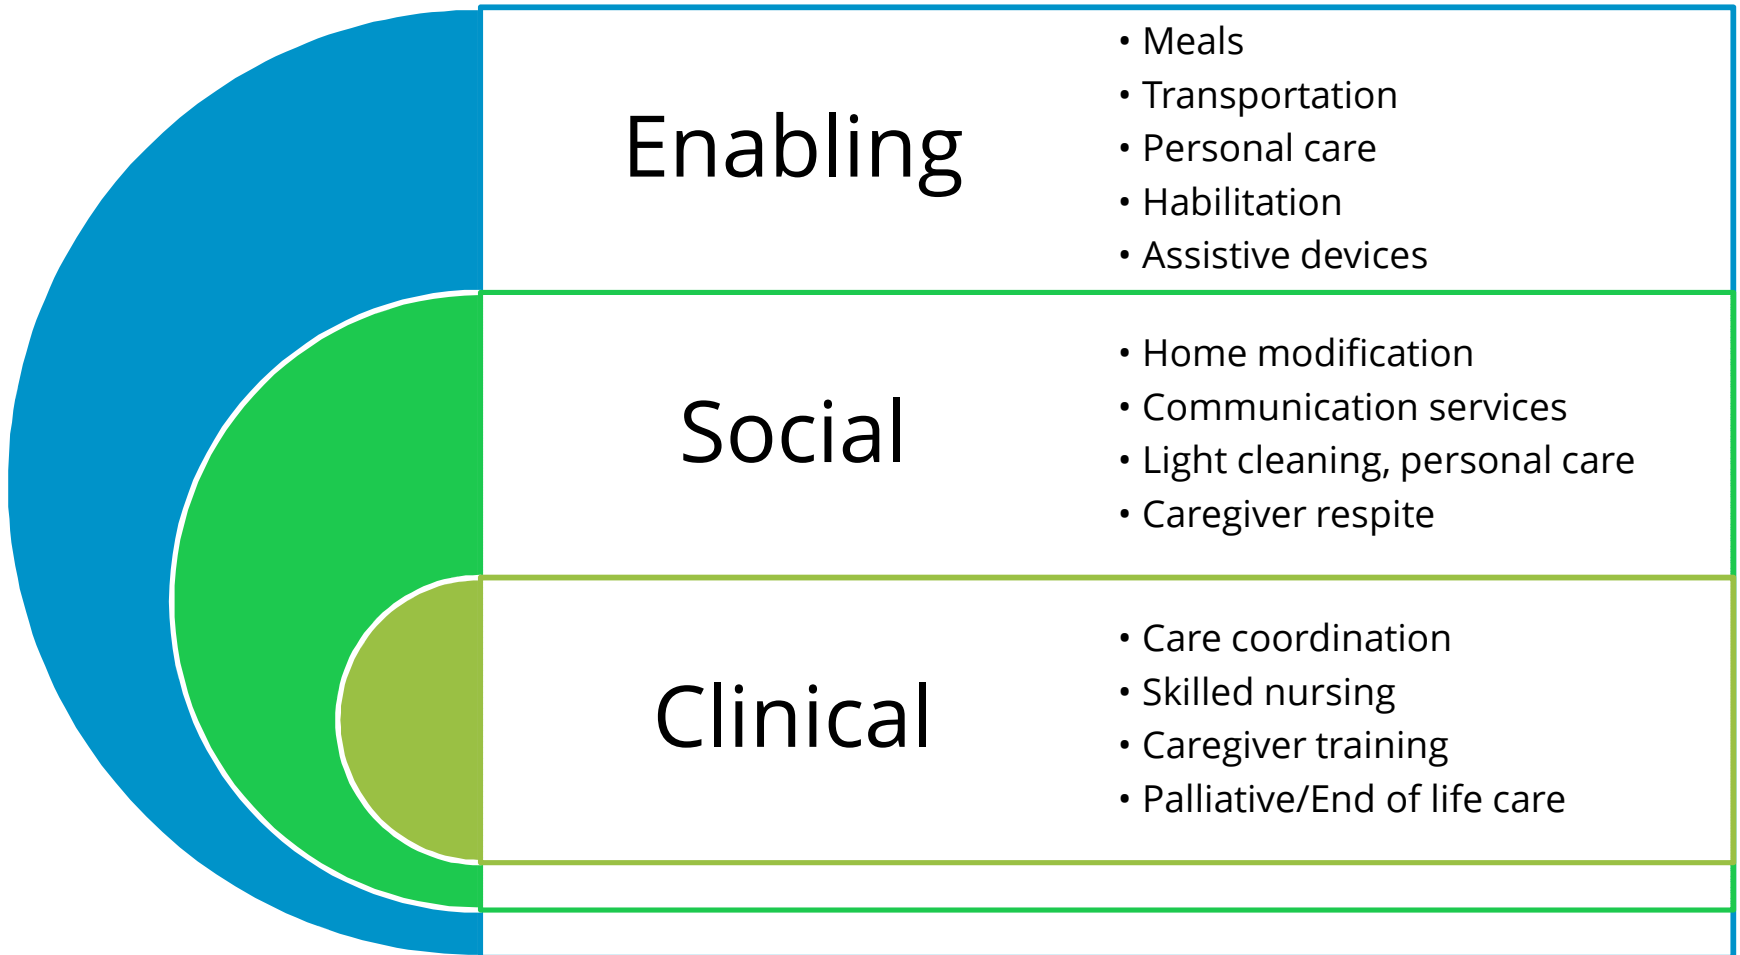 Enabling
• Meals
• Transportation
• Personal care
• Habilitation
• Assistive devices
Social
• Home modification
• Communication services
• Light cleaning, personal care
• Caregiver respite
Clinical
• Care coordination
• Skilled nursing
• Caregiver training
• Palliative/End of life care